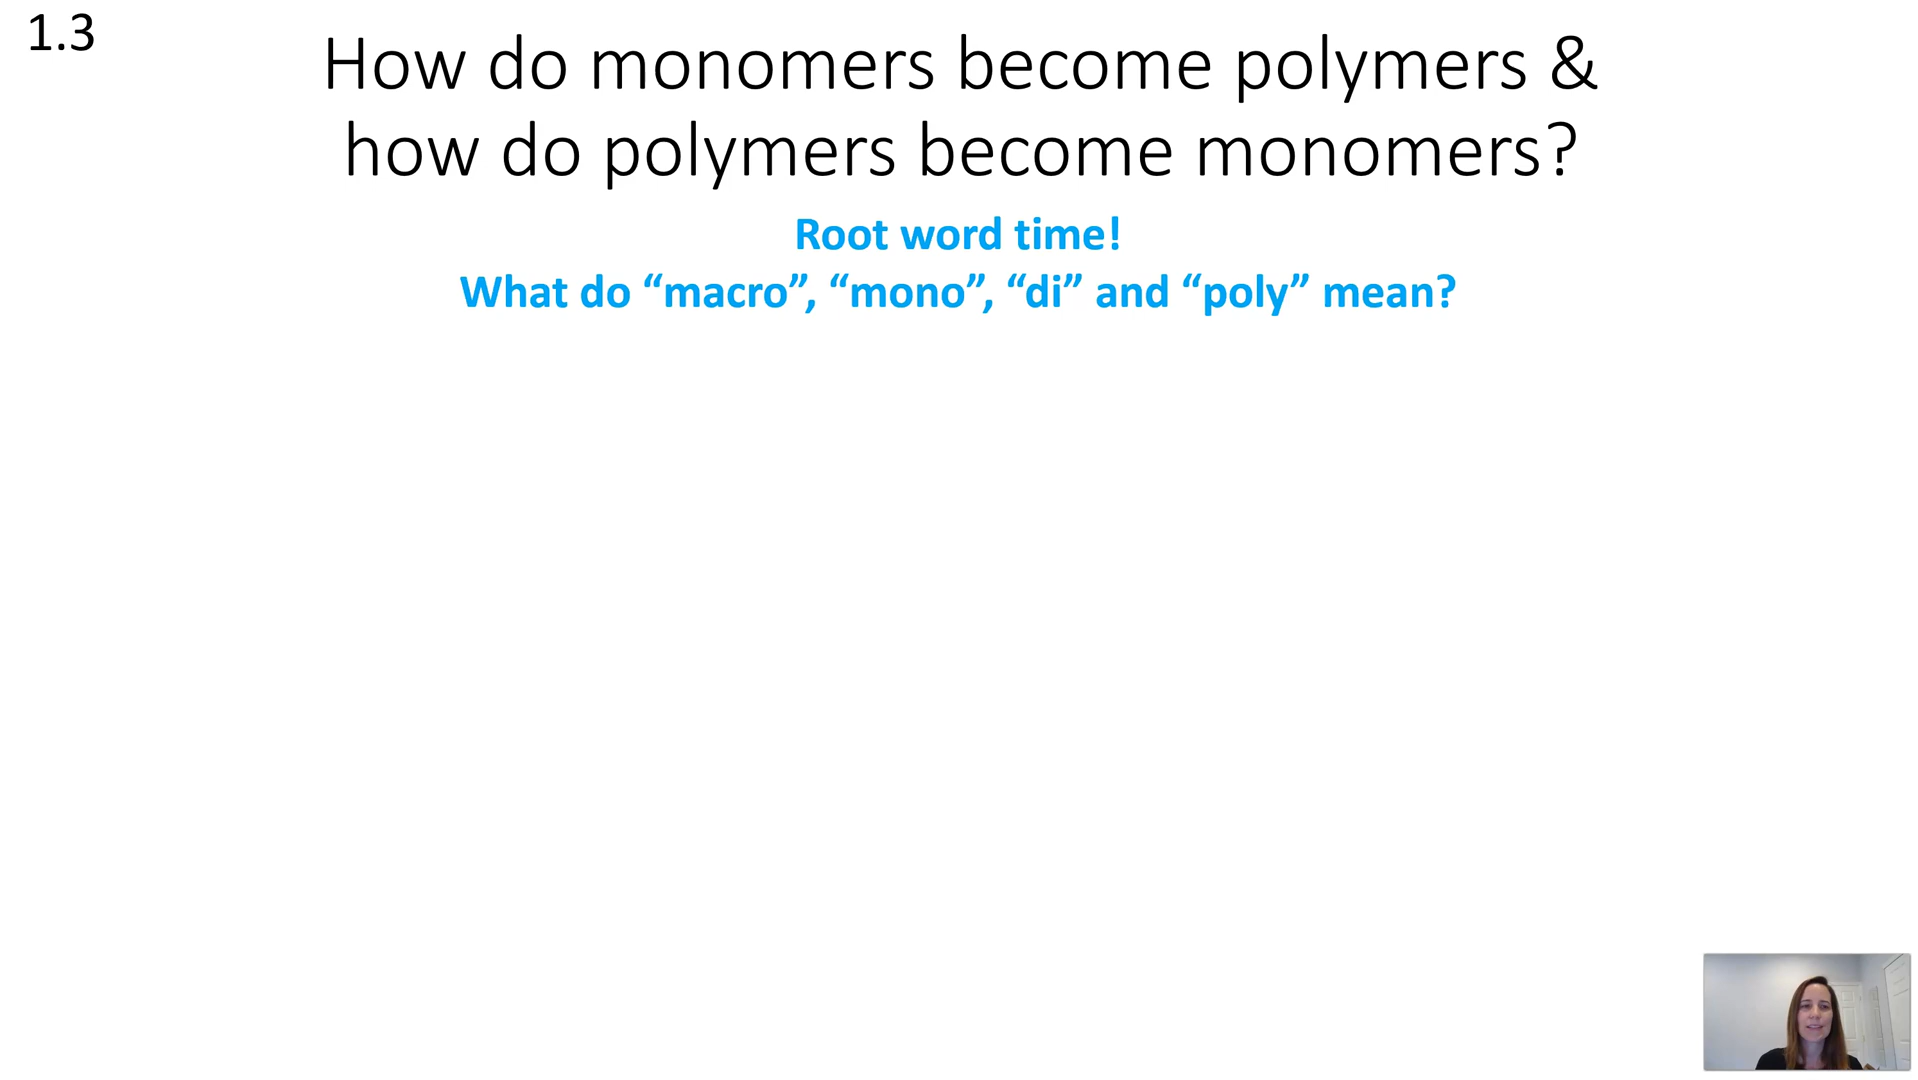 1.3
How do monomers become polymers &
how do polymers become monomers?
Root word time!
What do “macro”, “mono”, “di” and “poly” mean?